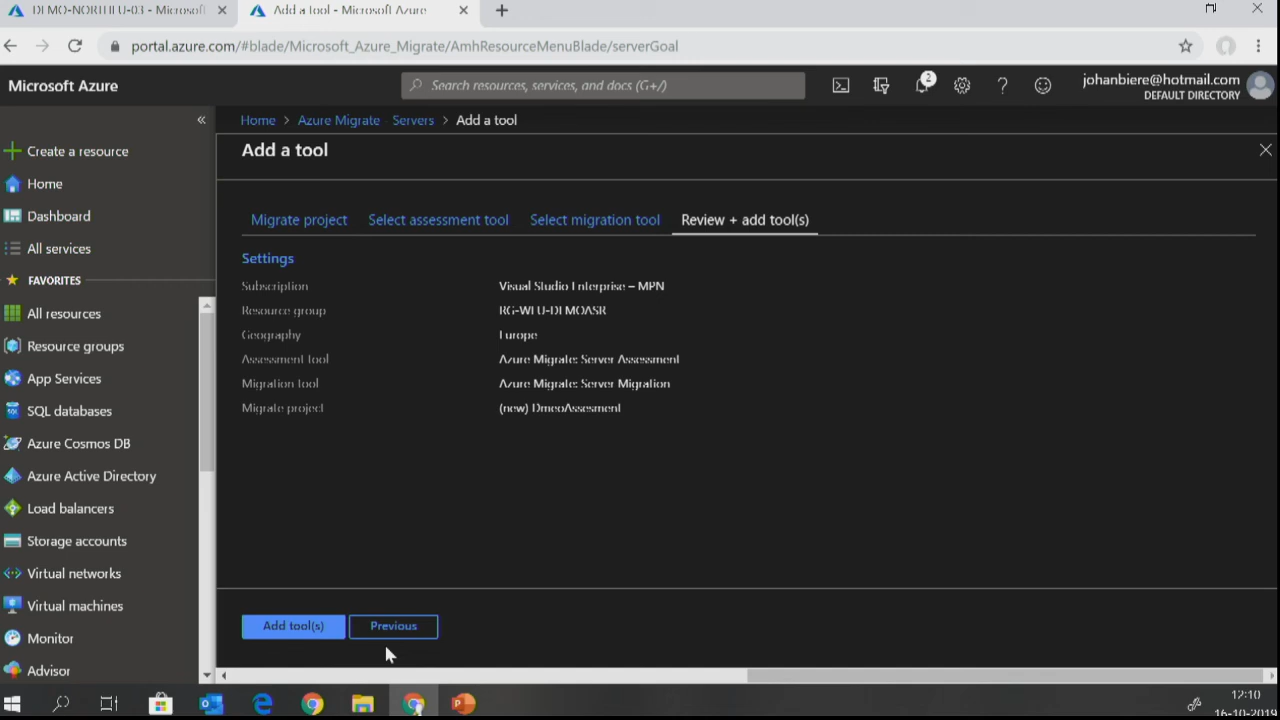 DEMO-NORTHEU-03 - Microsoft
Add a tool - Microsoft Azure
portal.azure.com/#blade/Microsoft_Azure_Migrate/AmhResourceMenuBlade/serverGoal
Microsoft Azure
Search resources, services, and docs (G+/)
2
johanbiere@hotmail.com
DEFAULT DIRECTORY
Home > Azure Migrate - Servers > Add a tool
Add a tool
Create a resource
Home
Dashboard
All services
FAVORITES
All resources
Resource groups
App Services
SQL databases
Azure Cosmos DB
Azure Active Directory
Load balancers
Storage accounts
Virtual networks
Virtual machines
Monitor
Advisor
Migrate project Select assessment tool Select migration tool Review + add tool(s)
Settings
Subscription Visual Studio Enterprise – MPN
Resource group RG-WEU-DEMOASR
Geography Europe
Assessment tool Azure Migrate: Server Assessment
Migration tool Azure Migrate: Server Migration
Migrate project (new) DmeoAssesment
Add tool(s) Previous
12:10
16-10-2019